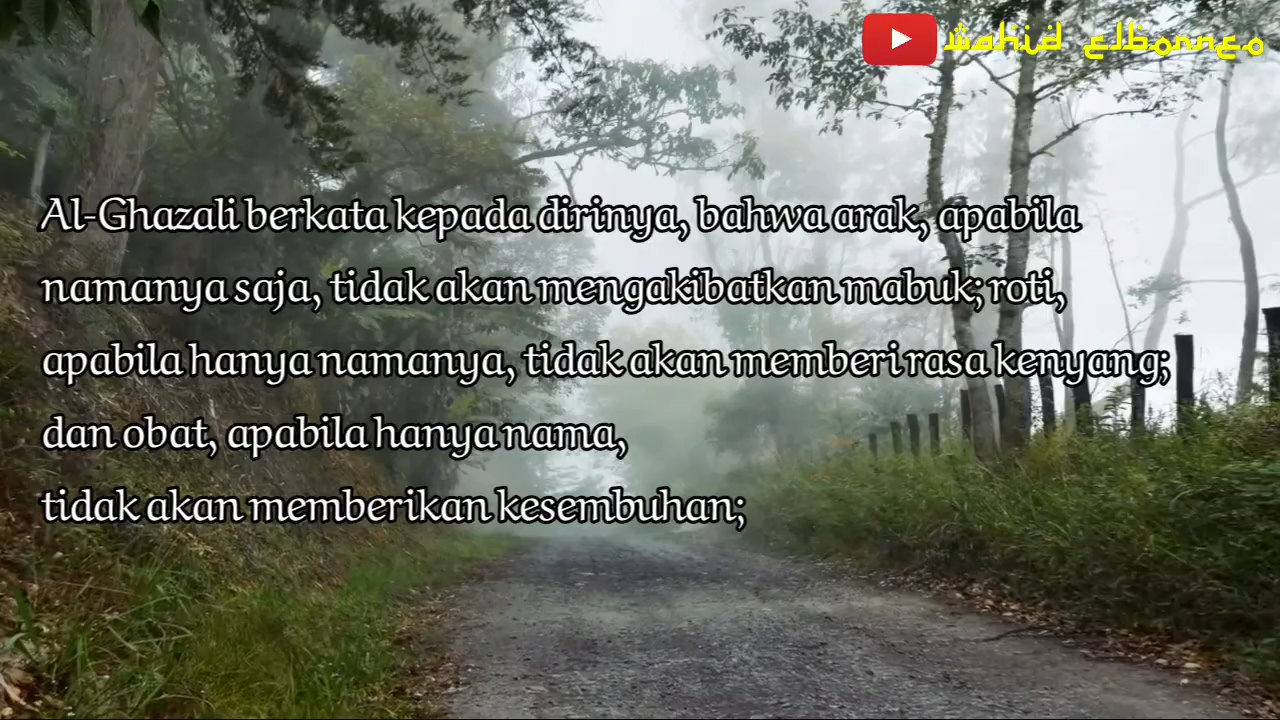 wahid elborneo
Al-Ghazali berkata kepada dirinya, bahwa arak, apabila
namanya saja, tidak akan mengakibatkan mabuk; roti,
apabila hanya namanya, tidak akan memberi rasa kenyang;
dan obat, apabila hanya nama,
tidak akan memberikan kesembuhan;